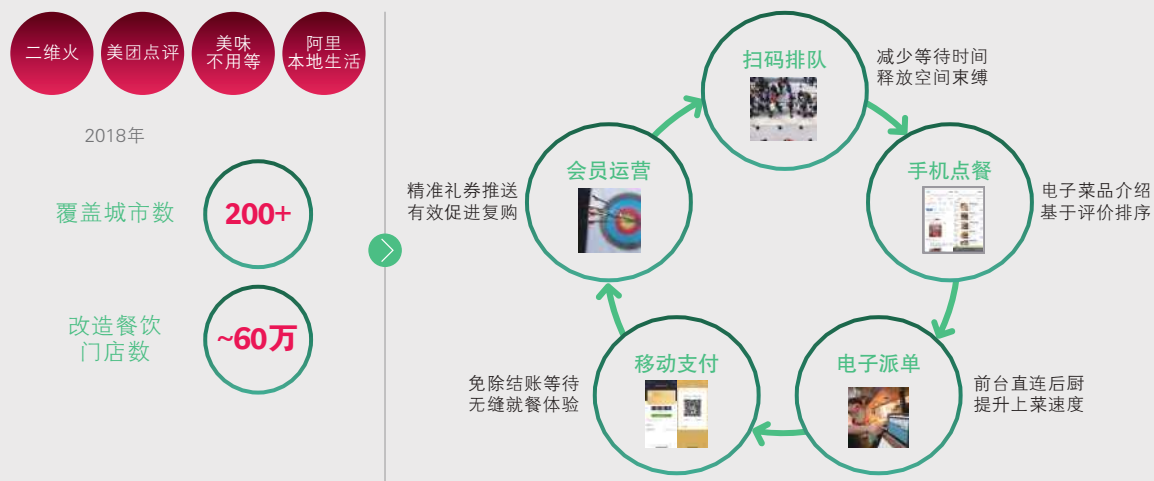 二维火
美团点评
美味
不用等
阿里
本地生活
2018年
覆盖城市数
200+
改造餐饮
门店数
~60万
扫码排队
减少等待时间
释放空间束缚
手机点餐
电子菜品介绍
基于评价排序
电子派单
前台直连后厨
提升上菜速度
移动支付
免除结账等待
无缝就餐体验
会员运营
精准礼券推送
有效促进复购